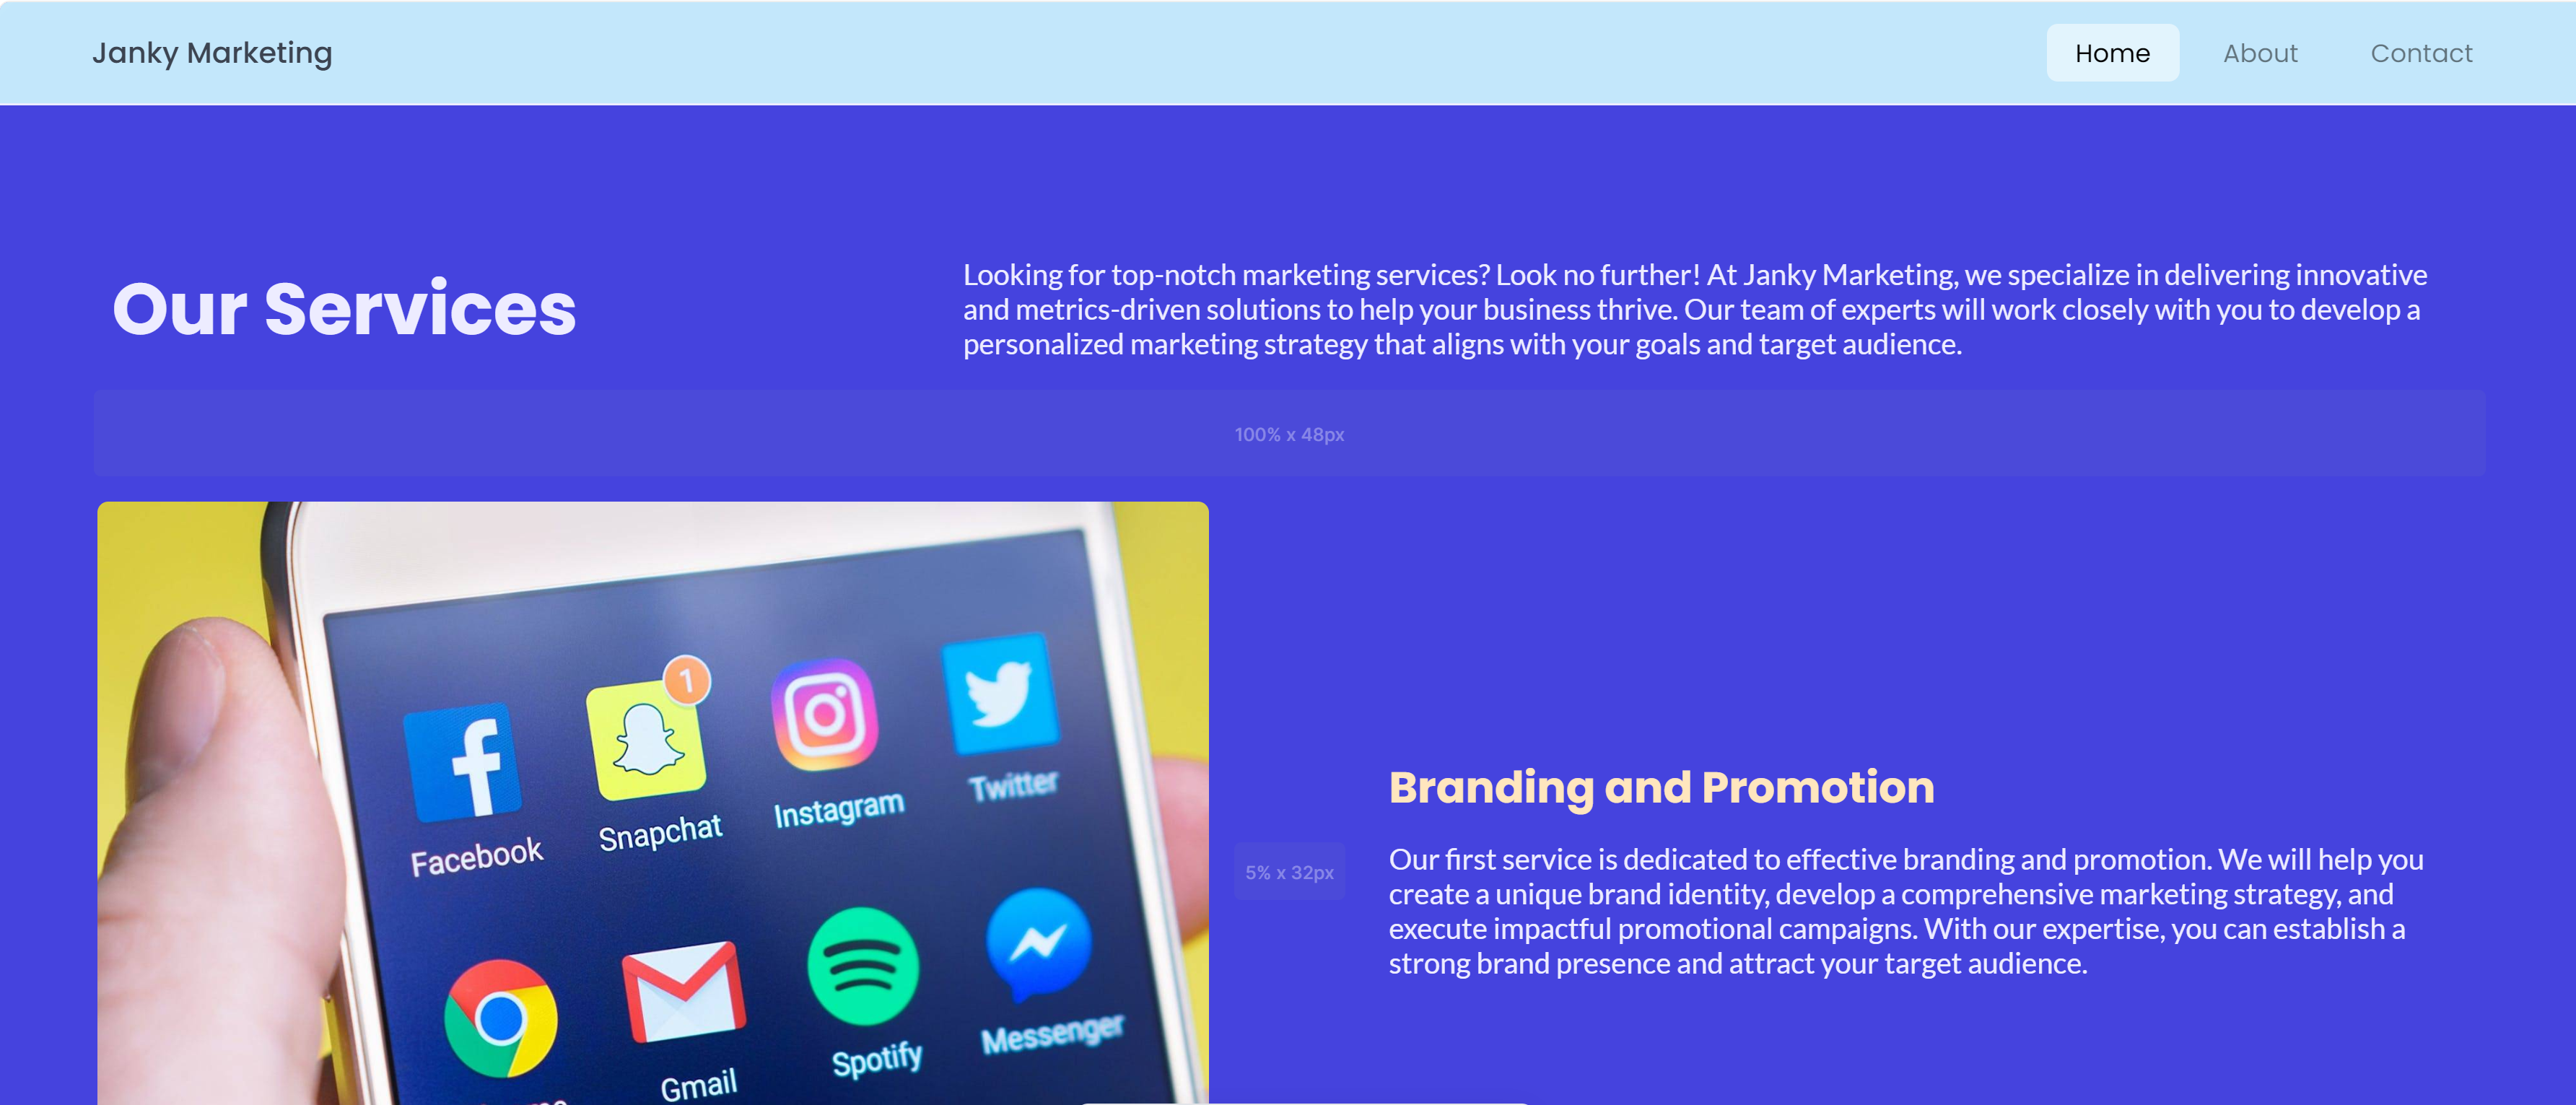 Janky Marketing
Home
About
Contact
Our Services
Looking for top-notch marketing services? Look no further! At Janky Marketing, we specialize in delivering innovative
and metrics-driven solutions to help your business thrive. Our team of experts will work closely with you to develop a
personalized marketing strategy that aligns with your goals and target audience.
100% x 48px
1
Facebook
Snapchat
Instagram
Twitter
Gmail
Spotify
Messenger
Branding and Promotion
5% x 32px
Our first service is dedicated to effective branding and promotion. We will help you
create a unique brand identity, develop a comprehensive marketing strategy, and
execute impactful promotional campaigns. With our expertise, you can establish a
strong brand presence and attract your target audience.